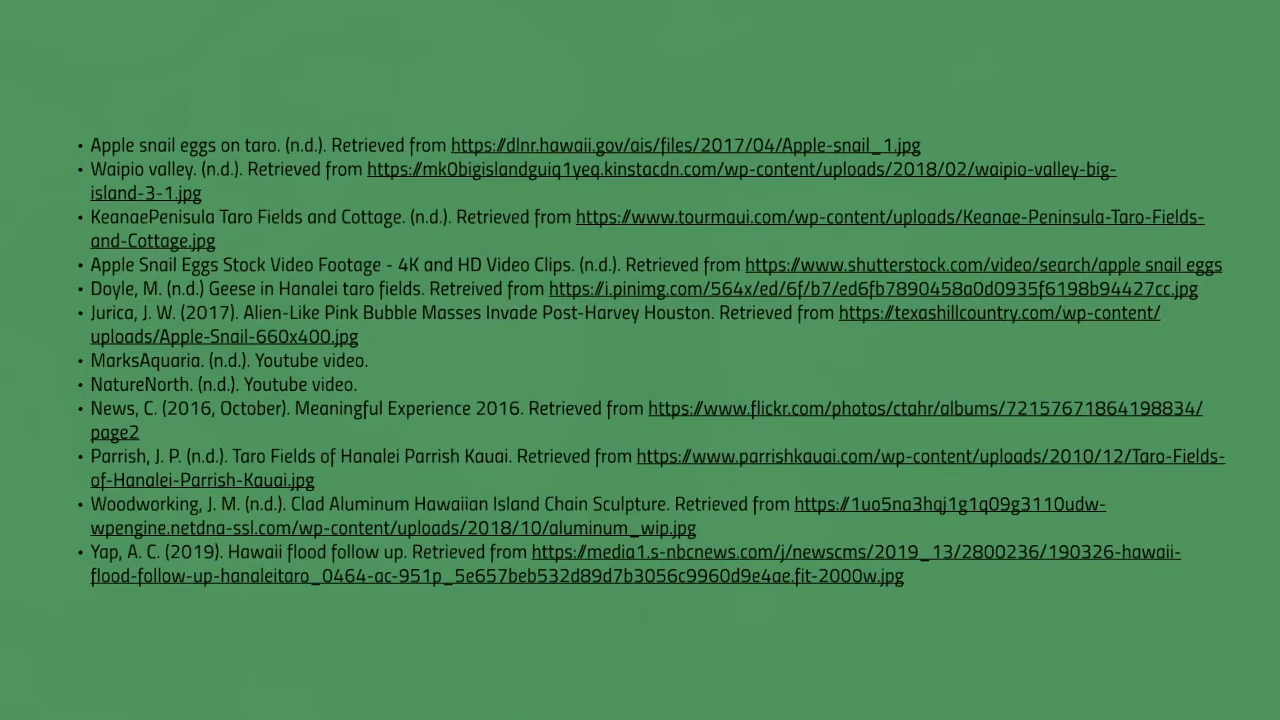 • Apple snail eggs on taro. (n.d.). Retrieved from https://dlnr.hawaii.gov/ais/files/2017/04/Apple-snail_1.jpg
• Waipio valley. (n.d.). Retrieved from https://mk0bigislandguiq1yeq.kinstacdn.com/wp-content/uploads/2018/02/waipio-valley-big-
island-3-1.jpg
• KeanaePenisula Taro Fields and Cottage. (n.d.). Retrieved from https://www.tourmaui.com/wp-content/uploads/Keanae-Peninsula-Taro-Fields-
and-Cottage.jpg
• Apple Snail Eggs Stock Video Footage - 4K and HD Video Clips. (n.d.). Retrieved from https://www.shutterstock.com/video/search/apple snail eggs
• Doyle, M. (n.d.) Geese in Hanalei taro fields. Retreived from https://i.pinimg.com/564x/ed/6f/b7/ed6fb7890458a0d0935f6198b94427cc.jpg
• Jurica, J. W. (2017). Alien-Like Pink Bubble Masses Invade Post-Harvey Houston. Retrieved from https://texashillcountry.com/wp-content/
uploads/Apple-Snail-660x400.jpg
• MarksAquaria. (n.d.). Youtube video.
• NatureNorth. (n.d.). Youtube video.
• News, C. (2016, October). Meaningful Experience 2016. Retrieved from https://www.flickr.com/photos/ctahr/albums/72157671864198834/
page2
• Parrish, J. P. (n.d.). Taro Fields of Hanalei Parrish Kauai. Retrieved from https://www.parrishkauai.com/wp-content/uploads/2010/12/Taro-Fields-
of-Hanalei-Parrish-Kauai.jpg
• Woodworking, J. M. (n.d.). Clad Aluminum Hawaiian Island Chain Sculpture. Retrieved from https://1uo5na3hqj1g1q09g3110udw-
wpengine.netdna-ssl.com/wp-content/uploads/2018/10/aluminum_wip.jpg
• Yap, A. C. (2019). Hawaii flood follow up. Retrieved from https://media1.s-nbcnews.com/j/newscms/2019_13/2800236/190326-hawaii-
flood-follow-up-hanaleitaro_0464-ac-951p_5e657beb532d89d7b3056c9960d9e4ae.fit-2000w.jpg